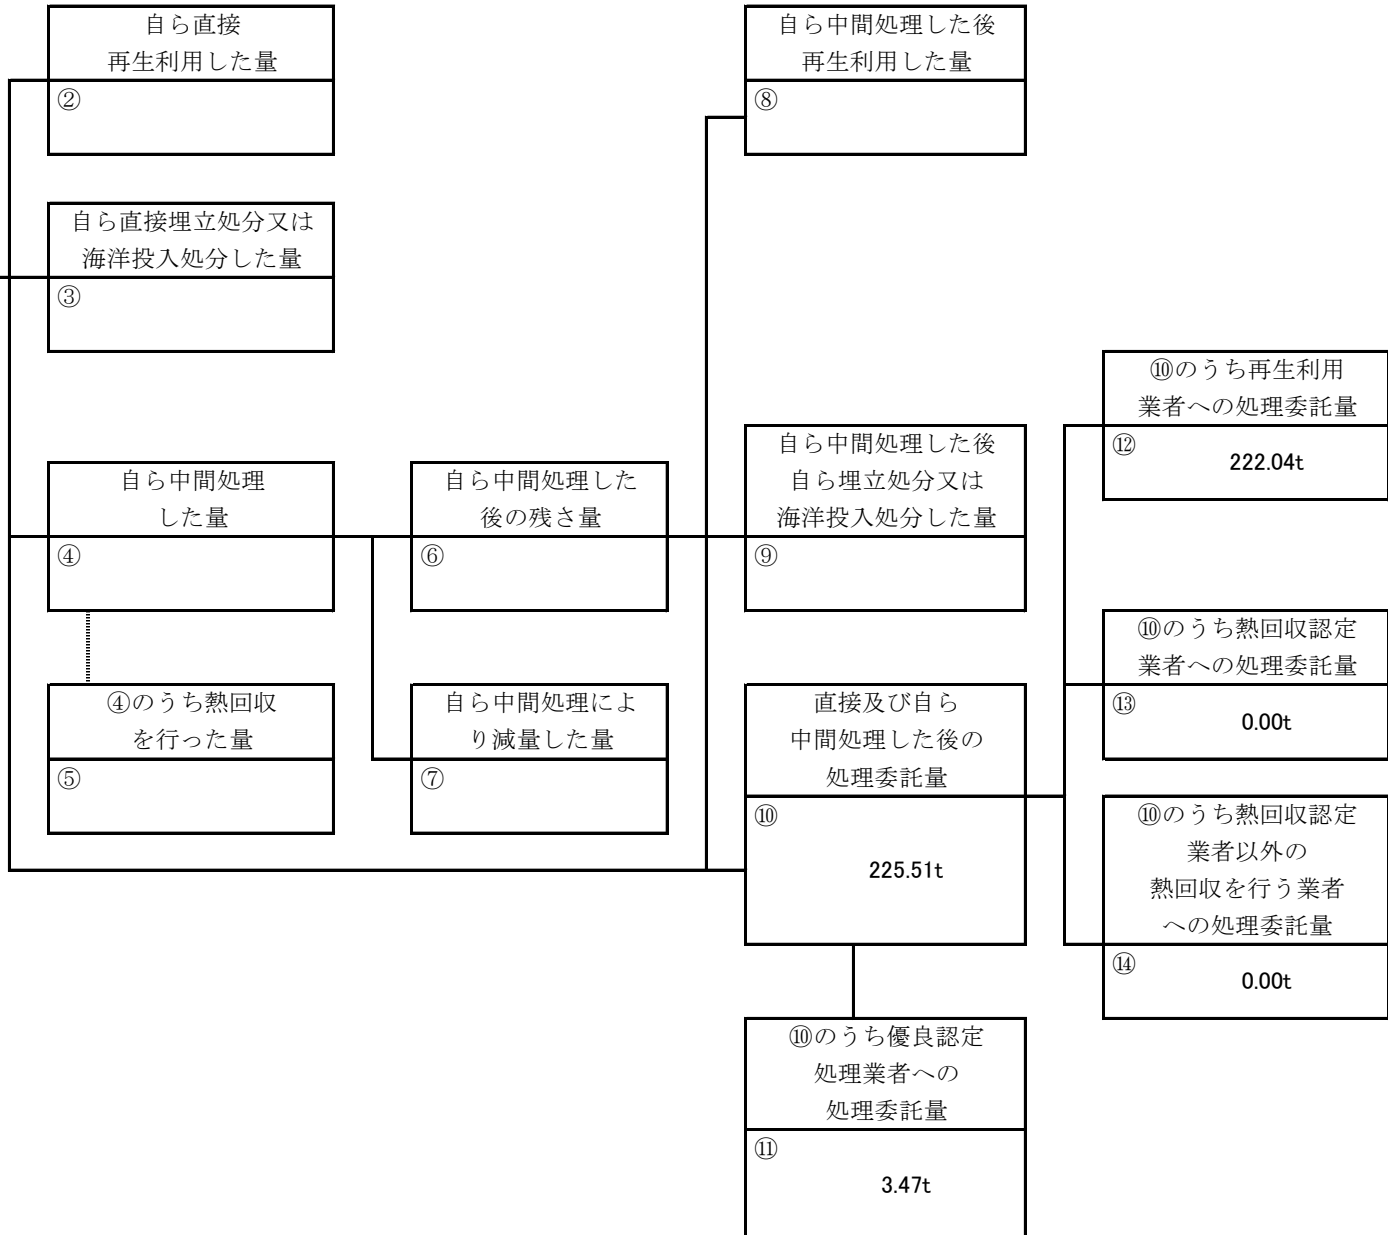 自ら直接
再生利用した量
②
自ら中間処理した後
再生利用した量
⑧
自ら直接埋立処分又は
海洋投入処分した量
③
⑩のうち再生利用
業者への処理委託量
⑫
222.04t
自ら中間処理
した量
④
自ら中間処理した
後の残さ量
⑥
自ら中間処理した後
自ら埋立処分又は
海洋投入処分した量
⑨
⑩のうち熱回収認定
業者への処理委託量
⑬
0.00t
④のうち熱回収
を行った量
⑤
自ら中間処理によ
り減量した量
⑦
直接及び自ら
中間処理した後の
処理委託量
⑩
225.51t
⑩のうち熱回収認定
業者以外の
熱回収を行う業者
への処理委託量
⑭
0.00t
⑩のうち優良認定
処理業者への
処理委託量
⑪
3.47t